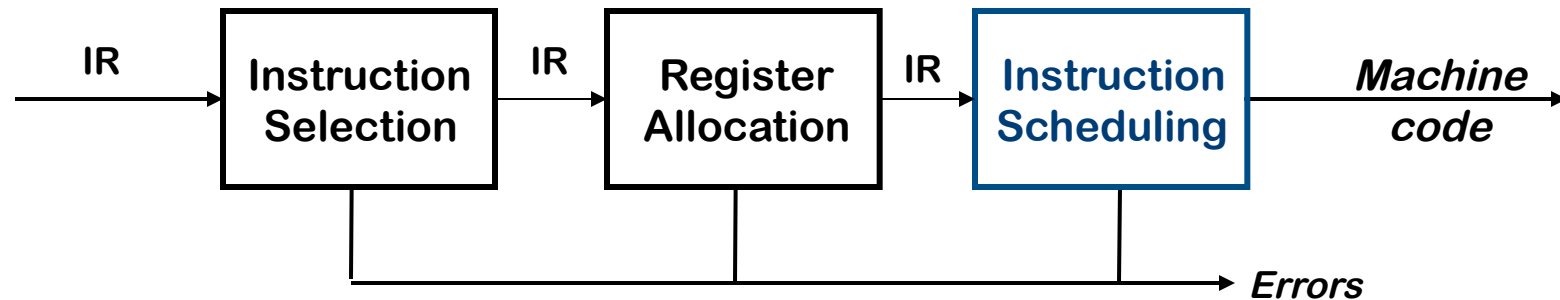 IR
Instruction
Selection
IR
Register
Allocation
IR
Instruction
Scheduling
Machine
code
Errors